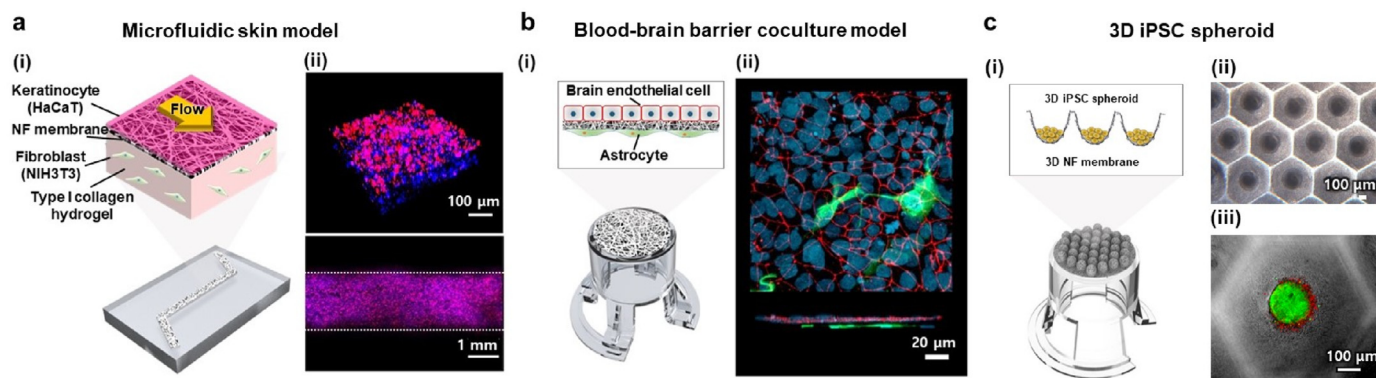 a
Microfluidic skin model
(i)
Keratinocyte
(HaCaT)
Flow
NF membrane
Fibroblast
(NIH3T3)
Type I collagen
hydrogel
(ii)
100 μm
1 mm
b
Blood-brain barrier coculture model
(i)
Brain endothelial cell
Astrocyte
(ii)
20 μm
c
3D iPSC spheroid
(i)
3D iPSC spheroid
3D NF membrane
(ii)
100 μm
(iii)
100 μm